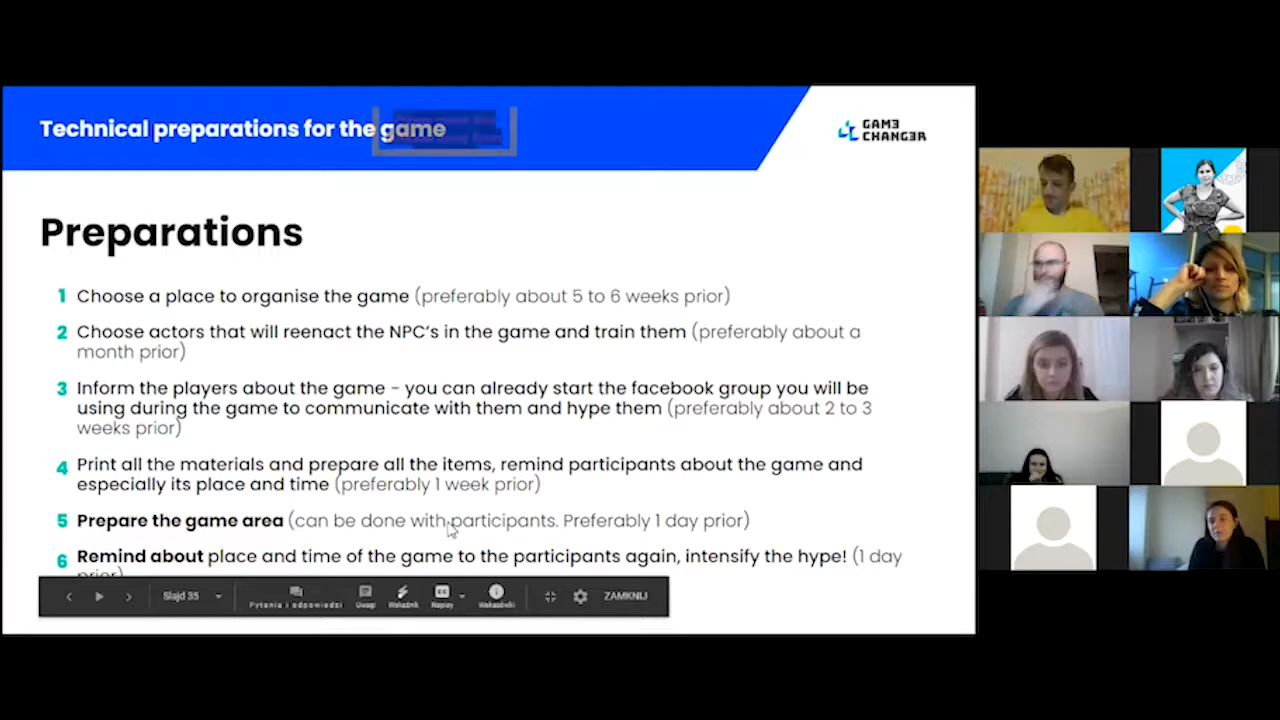 Technical preparations for the game
GAMƎ
CHANGƎR
Preparations
1 Choose a place to organise the game (preferably about 5 to 6 weeks prior)
2 Choose actors that will reenact the NPC's in the game and train them (preferably about a
month prior)
3 Inform the players about the game - you can already start the facebook group you will be
using during the game to communicate with them and hype them (preferably about 2 to 3
weeks prior)
4 Print all the materials and prepare all the items, remind participants about the game and
especially its place and time (preferably 1 week prior)
5 Prepare the game area (can be done with participants. Preferably 1 day prior)
6 Remind about place and time of the game to the participants again, intensify the hype! (1 day
prior)
Slajd 35
Pytania i odpowiedzi
Uwagi
Wskaźnik
Napisy
Wskazówki
ZAMKNIJ